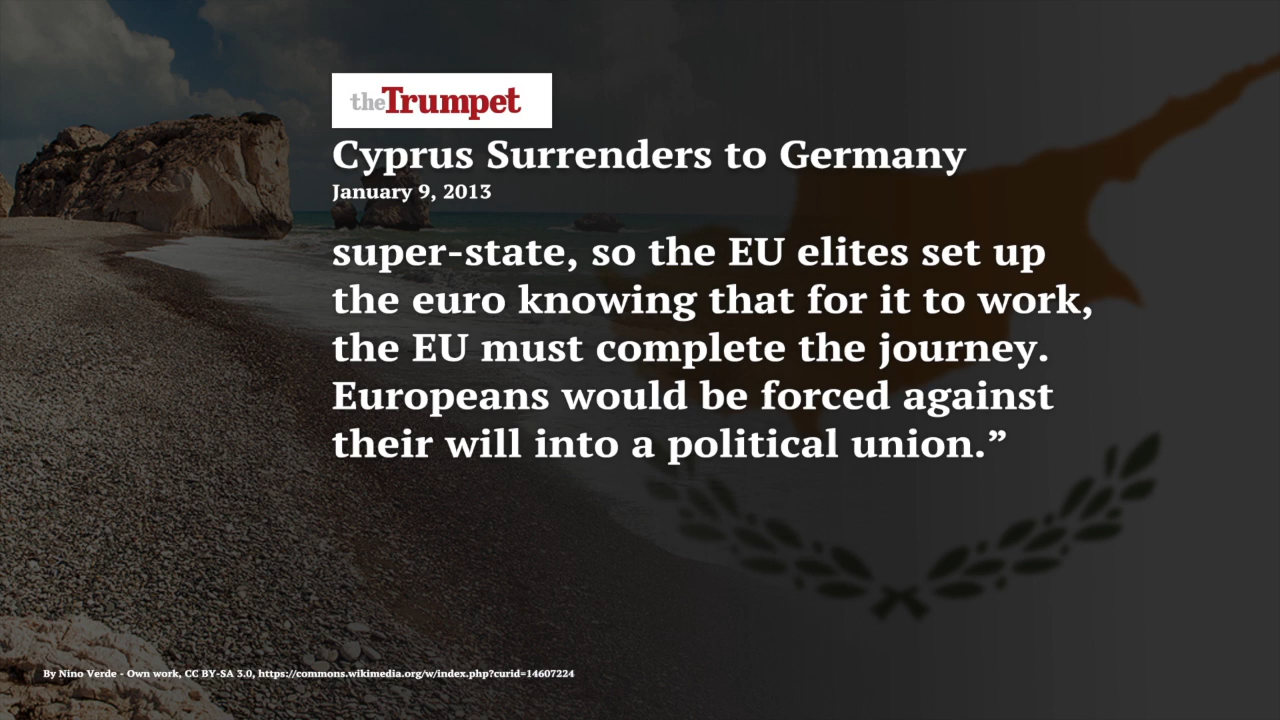 theTrumpet
Cyprus Surrenders to Germany
January 9, 2013
super-state, so the EU elites set up
the euro knowing that for it to work,
the EU must complete the journey.
Europeans would be forced against
their will into a political union.”
By Nino Verde - Own work, CC BY-SA 3.0, https://commons.wikimedia.org/w/index.php?curid=14607224